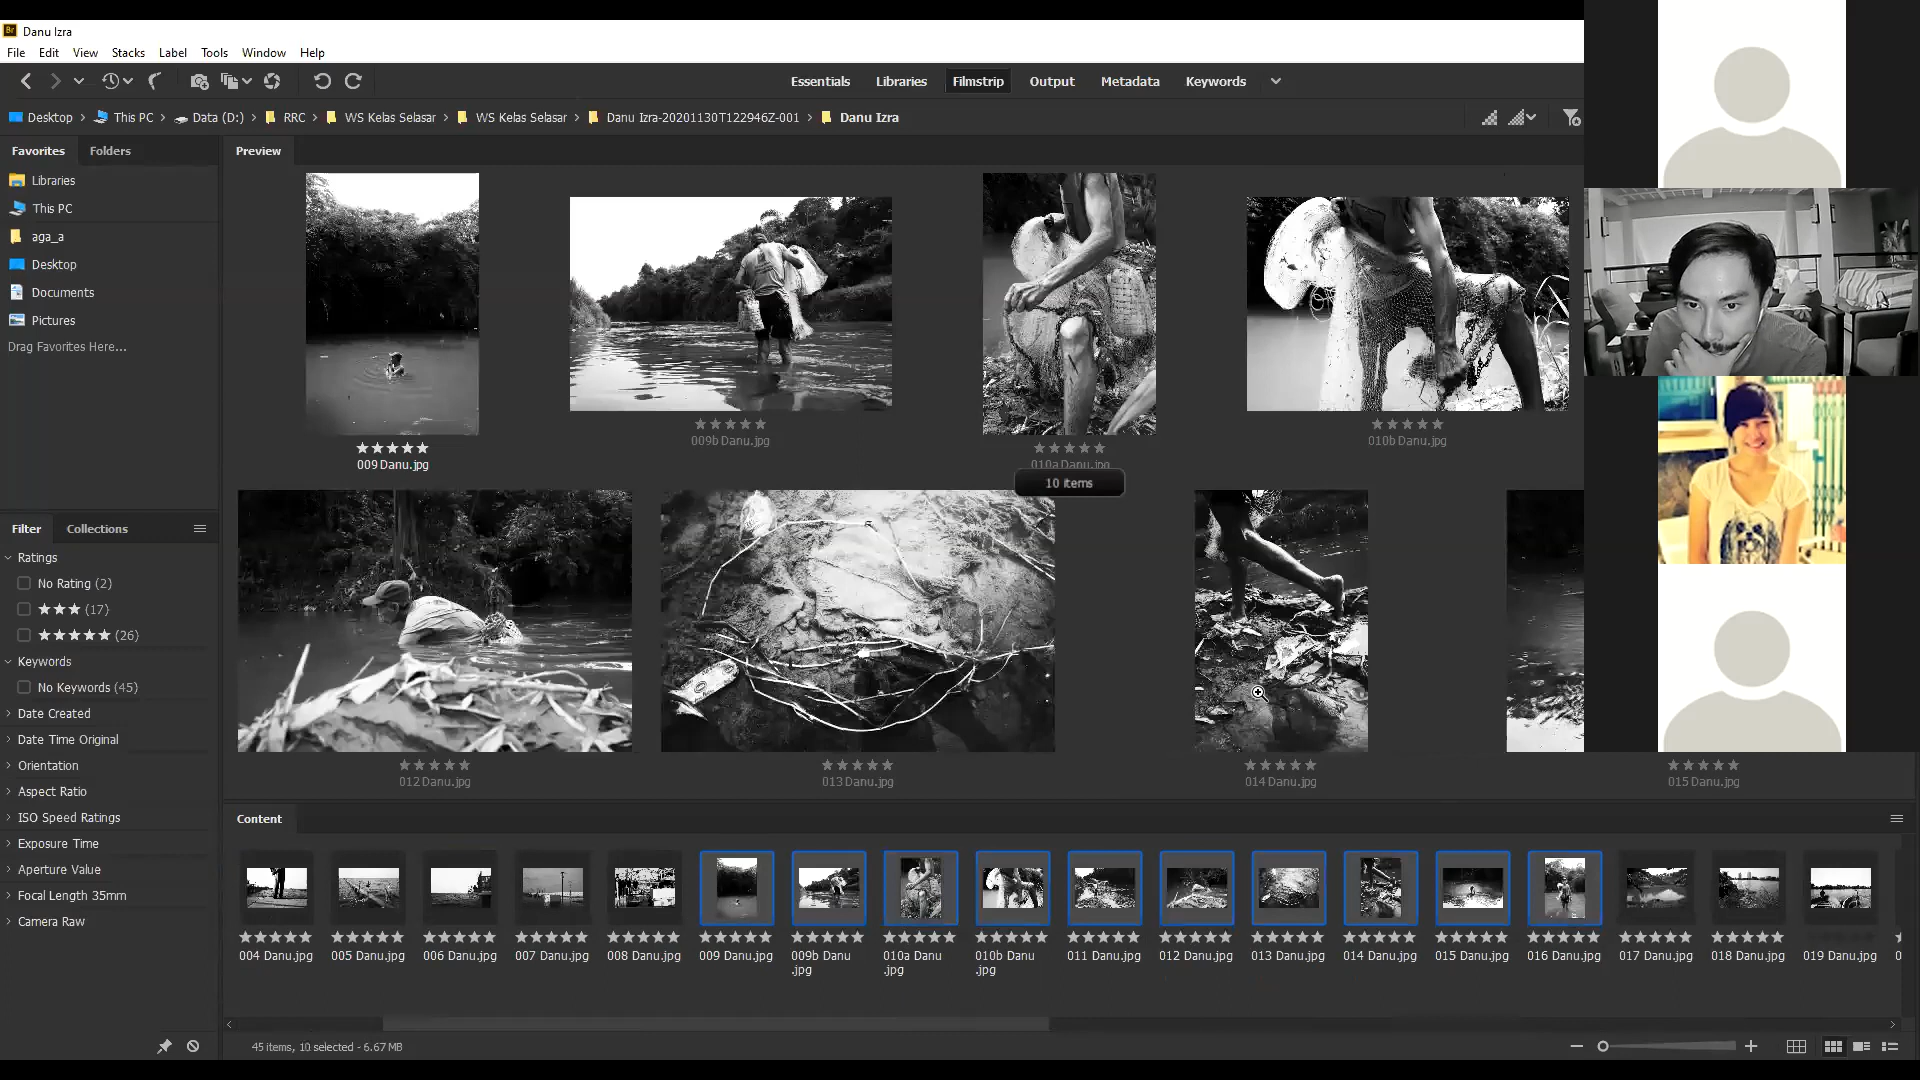 Br Danu Izra
File Edit View Stacks Label Tools Window Help
Essentials Libraries Filmstrip Output Metadata Keywords
Desktop This PC Data (D:) RRC WS Kelas Selasar WS Kelas Selasar Danu Izra-20201130T122946Z-001 Danu Izra
Favorites Folders
Preview
Libraries
This PC
aga_a
Desktop
Documents
Pictures
Drag Favorites Here...
009 Danu.jpg
009b Danu.jpg
010a Danu.jpg
010b Danu.jpg
10 items
012 Danu.jpg
013 Danu.jpg
014 Danu.jpg
015 Danu.jpg
Filter Collections
Ratings
No Rating (2)
★★★ (17)
★★★★★ (26)
Keywords
No Keywords (45)
Date Created
Date Time Original
Orientation
Aspect Ratio
ISO Speed Ratings
Exposure Time
Aperture Value
Focal Length 35mm
Camera Raw
Content
004 Danu.jpg
005 Danu.jpg
006 Danu.jpg
007 Danu.jpg
008 Danu.jpg
009 Danu.jpg
009b Danu
.jpg
010a Danu
.jpg
010b Danu
.jpg
011 Danu.jpg
012 Danu.jpg
013 Danu.jpg
014 Danu.jpg
015 Danu.jpg
016 Danu.jpg
017 Danu.jpg
018 Danu.jpg
019 Danu.jpg
45 items, 10 selected - 6.67 MB